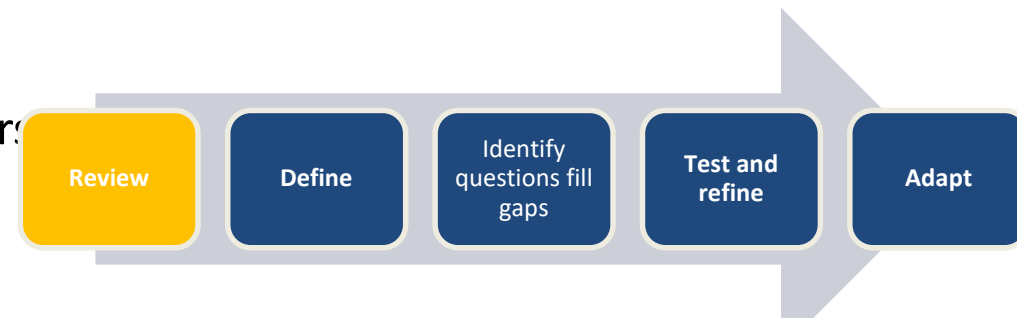 Review
Define
Identify
questions fill
gaps
Test and
refine
Adapt